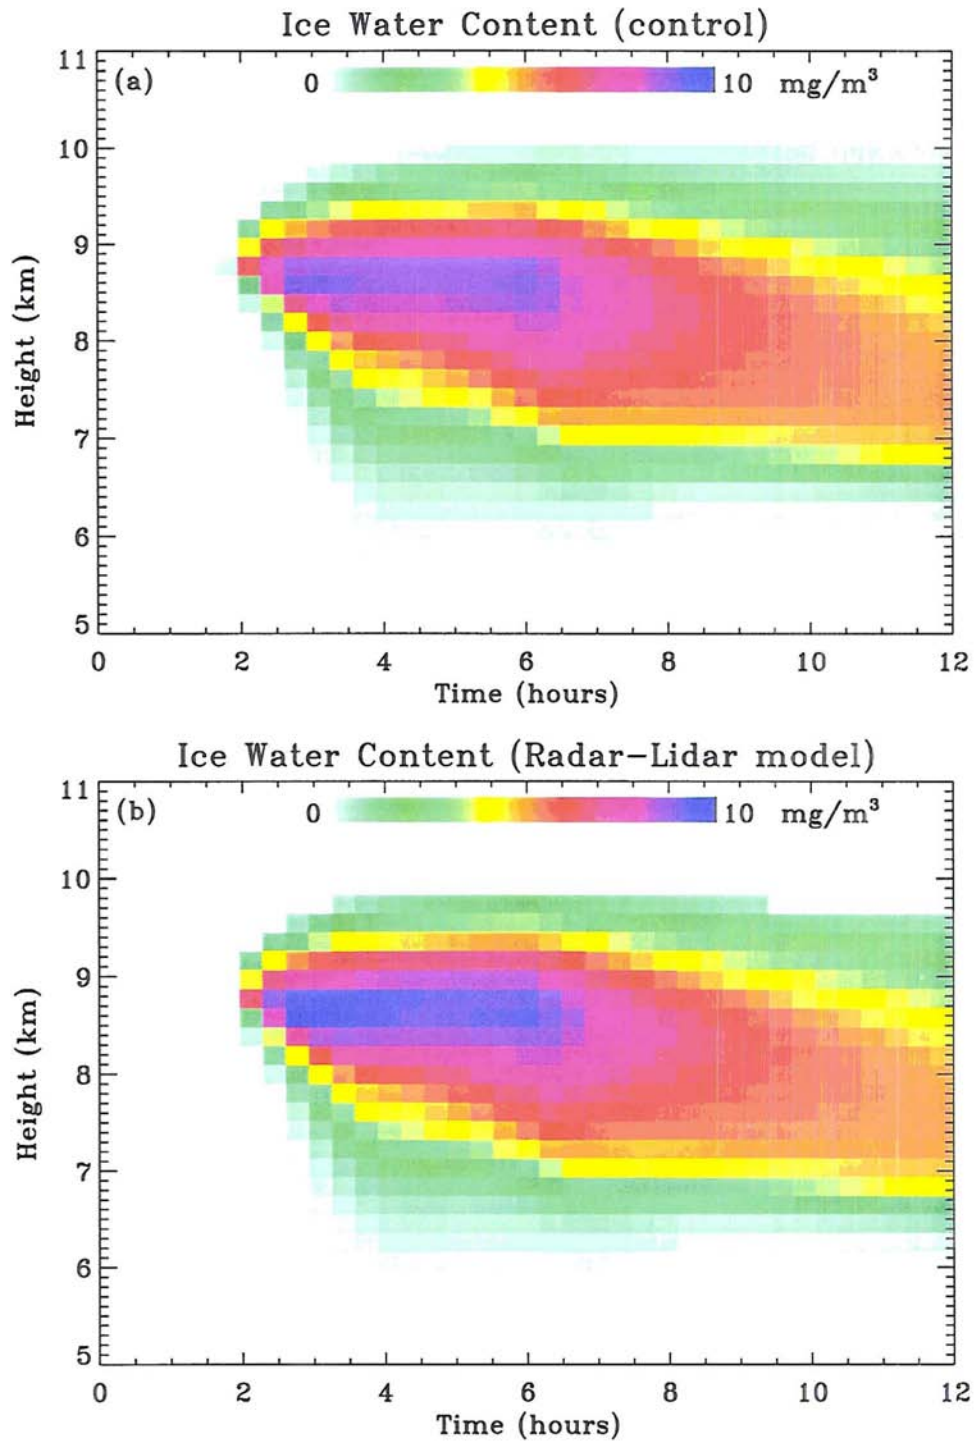 Ice Water Content (control)
11
(a) 0 10 mg/m³
10
9
8
7
6
5
Height (km)
0 2 4 6 8 10 12
Time (hours)
Ice Water Content (Radar-Lidar model)
11
(b) 0 10 mg/m³
10
9
8
7
6
5
Height (km)
0 2 4 6 8 10 12
Time (hours)